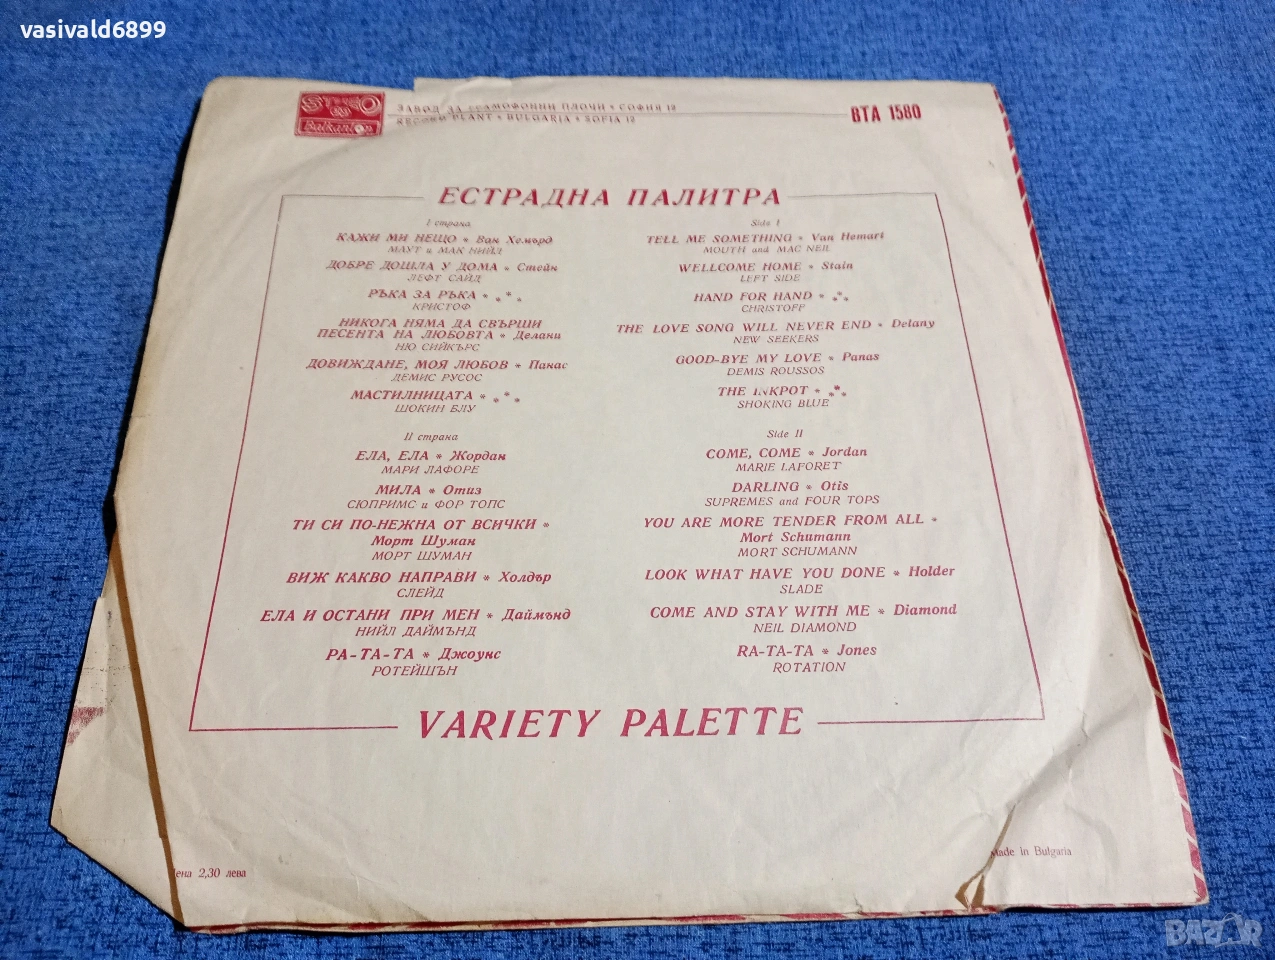 vasivald6899
STEREO
Balkanton
ЗАВОД ЗА ГРАМОФОННИ ПЛОЧИ • СОФИЯ 12
RECORD PLANT • BULGARIA • SOFIA 12
BTA 1580
ЕСТРАДНА ПАЛИТРА
I страна
КАЖИ МИ НЕЩО * Ван Хемърд
МАУТ и МАК НИЙЛ
ДОБРЕ ДОШЛА У ДОМА * Стейн
ЛЕФТ САЙД
РЪКА ЗА РЪКА * * * *
КРИСТОФ
НИКОГА НЯМА ДА СВЪРШИ
ПЕСЕНТА НА ЛЮБОВТА * Делани
НЮ СИЙКЪРС
ДОВИЖДАНЕ, МОЯ ЛЮБОВ * Панас
ДЕМИС РУСОС
МАСТИЛНИЦАТА * * * *
ШОКИН БЛУ
II страна
ЕЛА, ЕЛА * Жордан
МАРИ ЛАФОРЕ
МИЛА * Отиз
СЮПРИМС и ФОР ТОПС
ТИ СИ ПО-НЕЖНА ОТ ВСИЧКИ *
Морт Шуман
МОРТ ШУМАН
ВИЖ КАКВО НАПРАВИ * Холдър
СЛЕЙД
ЕЛА И ОСТАНИ ПРИ МЕН * Даймънд
НИЙЛ ДАЙМЪНД
РА-ТА-ТА * Джоунс
РОТЕЙШЪН
Side I
TELL ME SOMETHING * Van Hemart
MOUTH and MAC NEIL
WELLCOME HOME * Stain
LEFT SIDE
HAND FOR HAND * * * *
CHRISTOFF
THE LOVE SONG WILL NEVER END * Delany
NEW SEEKERS
GOOD-BYE MY LOVE * Panas
DEMIS ROUSSOS
THE INKPOT * * * *
SHOKING BLUE
Side II
COME, COME * Jordan
MARIE LAFORET
DARLING * Otis
SUPREMES and FOUR TOPS
YOU ARE MORE TENDER FROM ALL *
Mort Schumann
MORT SCHUMANN
LOOK WHAT HAVE YOU DONE * Holder
SLADE
COME AND STAY WITH ME * Diamond
NEIL DIAMOND
RA-TA-TA * Jones
ROTATION
VARIETY PALETTE
ена 2,30 лева
Made in Bulgaria
BAZAR